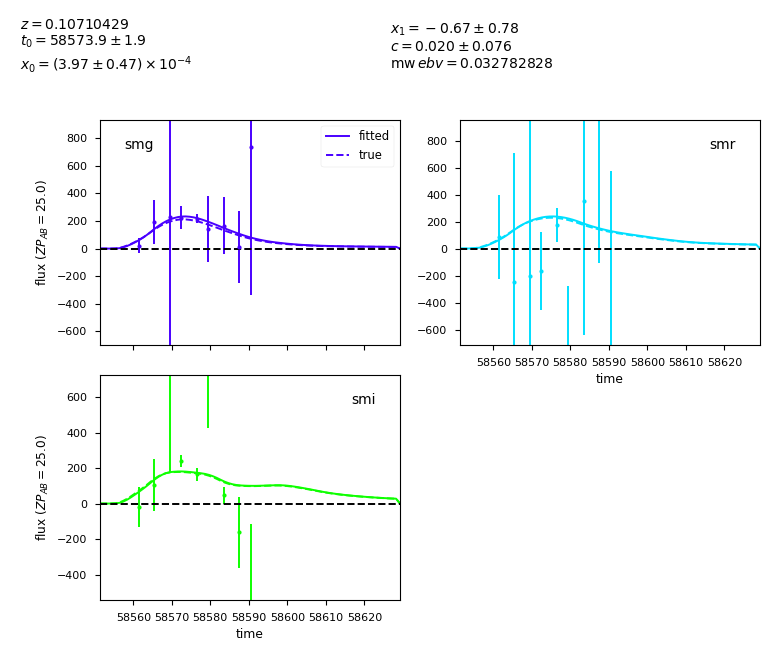 z = 0.10710429
t₀ = 58573.9 ± 1.9
x₀ = (3.97 ± 0.47) × 10⁻⁴
x₁ = −0.67 ± 0.78
c = 0.020 ± 0.076
mw ebv = 0.032782828
smg
fitted
true
800
600
400
200
0
−200
−400
−600
flux (ZP_AB = 25.0)
smr
800
600
400
200
0
−200
−400
−600
58560 58570 58580 58590 58600 58610 58620
time
smi
600
400
200
0
−200
−400
flux (ZP_AB = 25.0)
58560 58570 58580 58590 58600 58610 58620
time